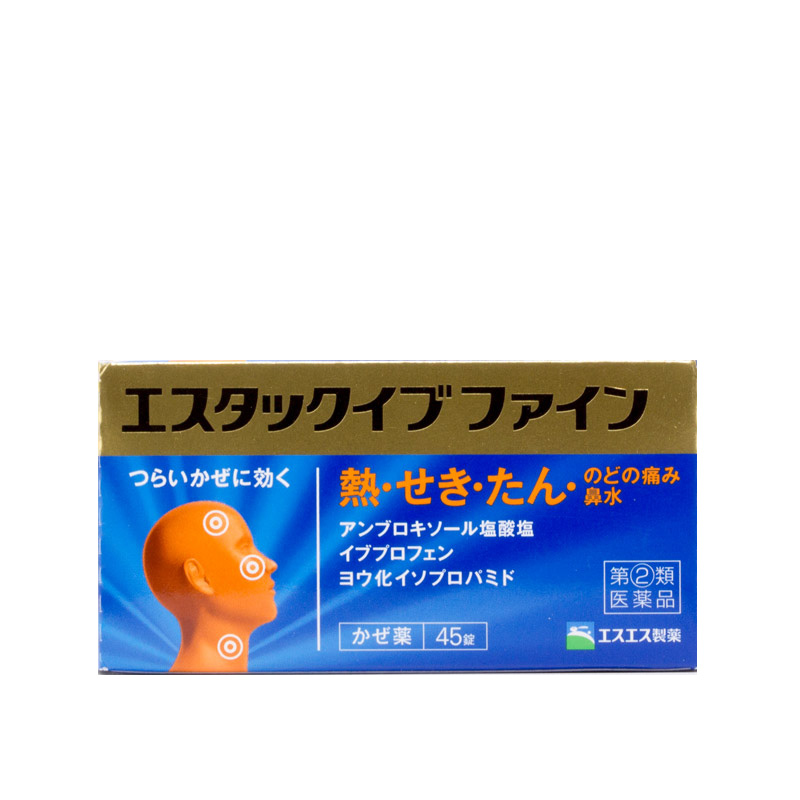 エスタックイブ ファイン
つらいかぜに効く
熱・せき・たん・のどの痛み
鼻水
アンブロキソール塩酸塩
イブプロフェン
ヨウ化イソプロパミド
第②類
医薬品
かぜ薬 45錠
エスエス製薬